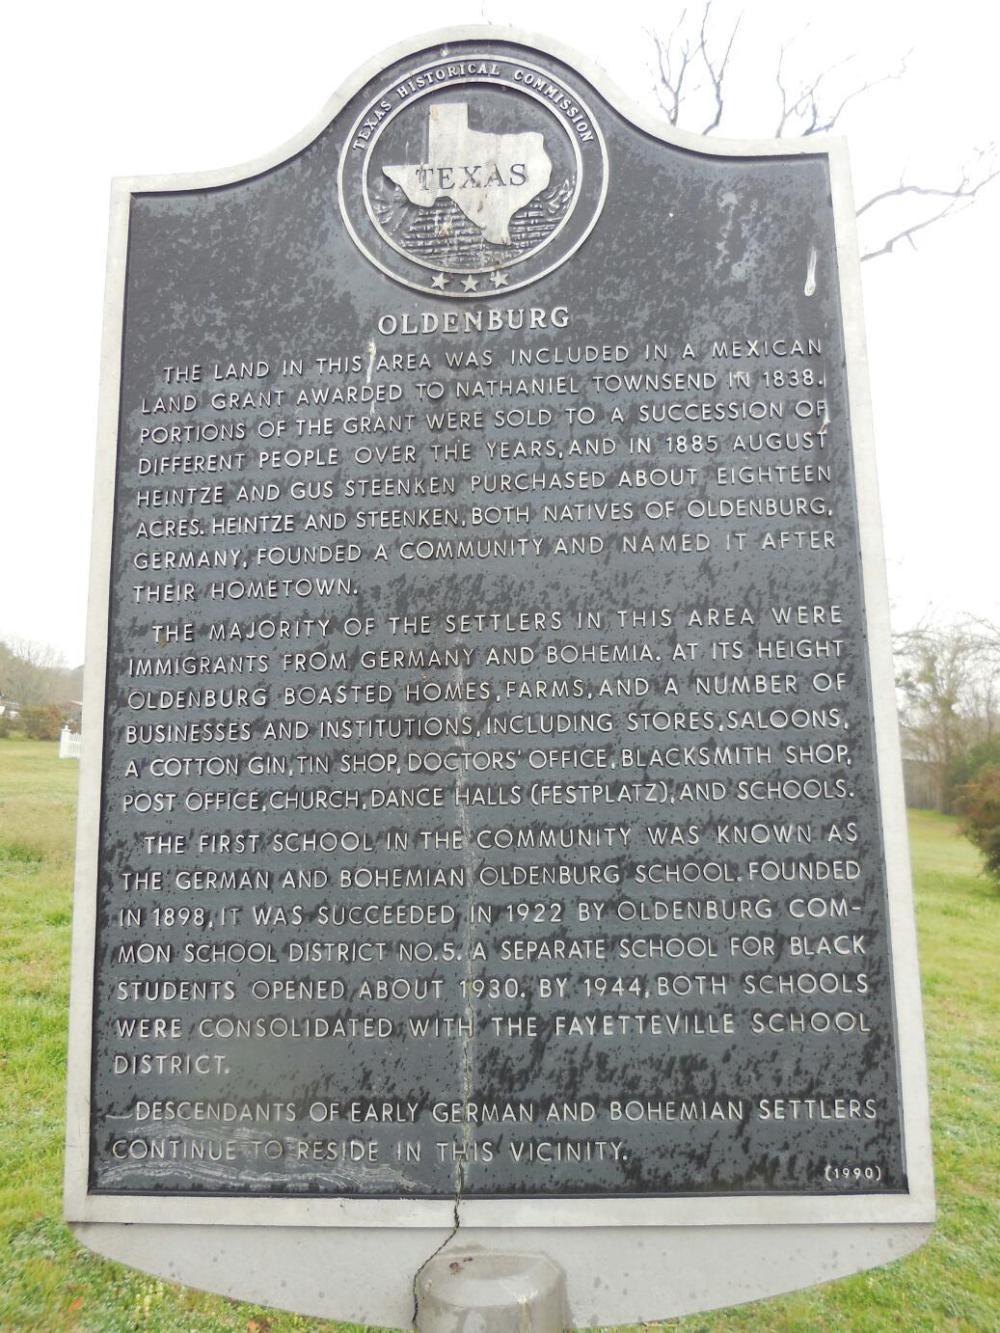 TEXAS HISTORICAL COMMISSION
TEXAS
OLDENBURG
THE LAND IN THIS AREA WAS INCLUDED IN A MEXICAN
LAND GRANT AWARDED TO NATHANIEL TOWNSEND IN 1838.
PORTIONS OF THE GRANT WERE SOLD TO A SUCCESSION OF
DIFFERENT PEOPLE OVER THE YEARS, AND IN 1885 AUGUST
HEINTZE AND GUS STEENKEN PURCHASED ABOUT EIGHTEEN
ACRES. HEINTZE AND STEENKEN, BOTH NATIVES OF OLDENBURG,
GERMANY, FOUNDED A COMMUNITY AND NAMED IT AFTER
THEIR HOMETOWN.
THE MAJORITY OF THE SETTLERS IN THIS AREA WERE
IMMIGRANTS FROM GERMANY AND BOHEMIA. AT ITS HEIGHT
OLDENBURG BOASTED HOMES, FARMS, AND A NUMBER OF
BUSINESSES AND INSTITUTIONS, INCLUDING STORES, SALOONS,
A COTTON GIN, TIN SHOP, DOCTORS' OFFICE, BLACKSMITH SHOP,
POST OFFICE, CHURCH, DANCE HALLS (FESTPLATZ), AND SCHOOLS.
THE FIRST SCHOOL IN THE COMMUNITY WAS KNOWN AS
THE GERMAN AND BOHEMIAN OLDENBURG SCHOOL. FOUNDED
IN 1898, IT WAS SUCCEEDED IN 1922 BY OLDENBURG COM-
MON SCHOOL DISTRICT NO. 5. A SEPARATE SCHOOL FOR BLACK
STUDENTS OPENED ABOUT 1930. BY 1944, BOTH SCHOOLS
WERE CONSOLIDATED WITH THE FAYETTEVILLE SCHOOL
DISTRICT.
DESCENDANTS OF EARLY GERMAN AND BOHEMIAN SETTLERS
CONTINUE TO RESIDE IN THIS VICINITY.
(1990)